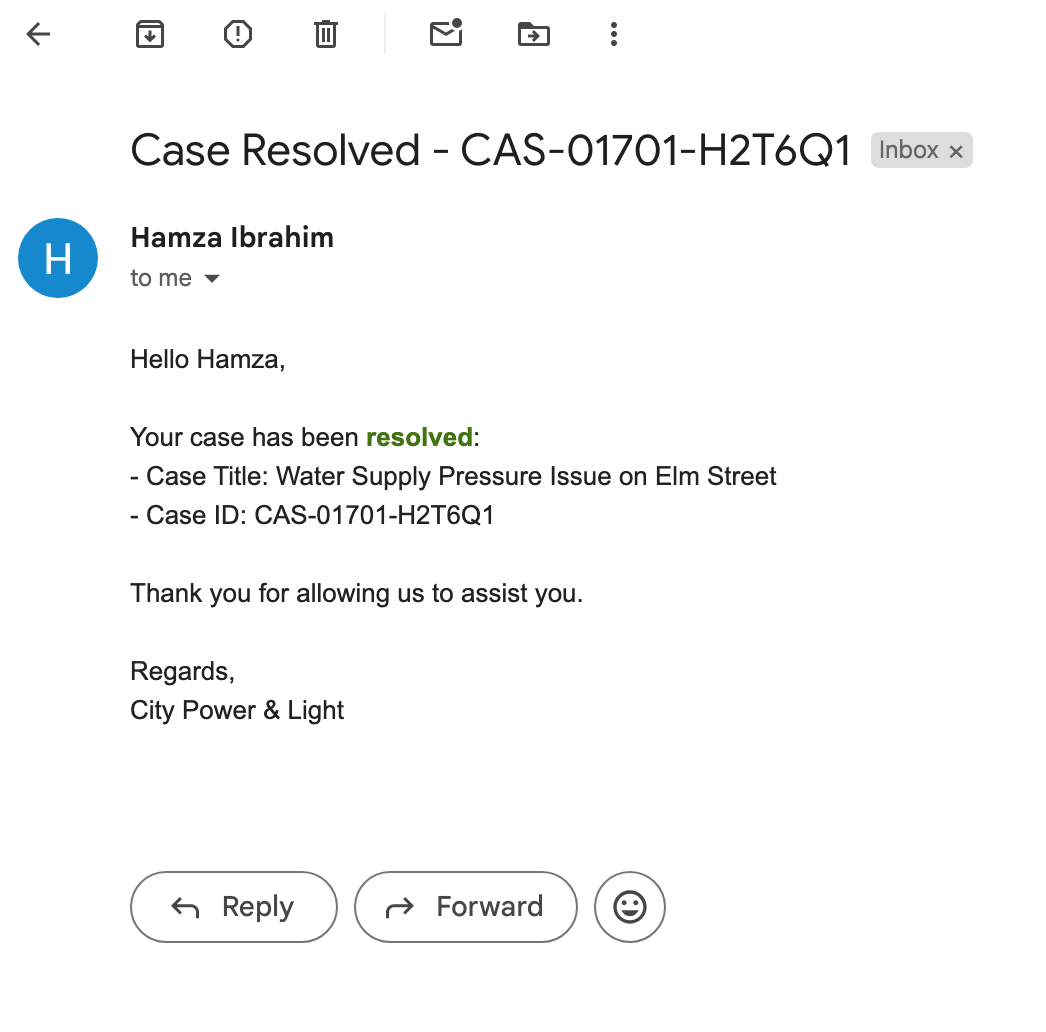 Case Resolved - CAS-01701-H2T6Q1 Inbox ×
H
Hamza Ibrahim
to me
Hello Hamza,
Your case has been resolved:
- Case Title: Water Supply Pressure Issue on Elm Street
- Case ID: CAS-01701-H2T6Q1
Thank you for allowing us to assist you.
Regards,
City Power & Light
Reply Forward